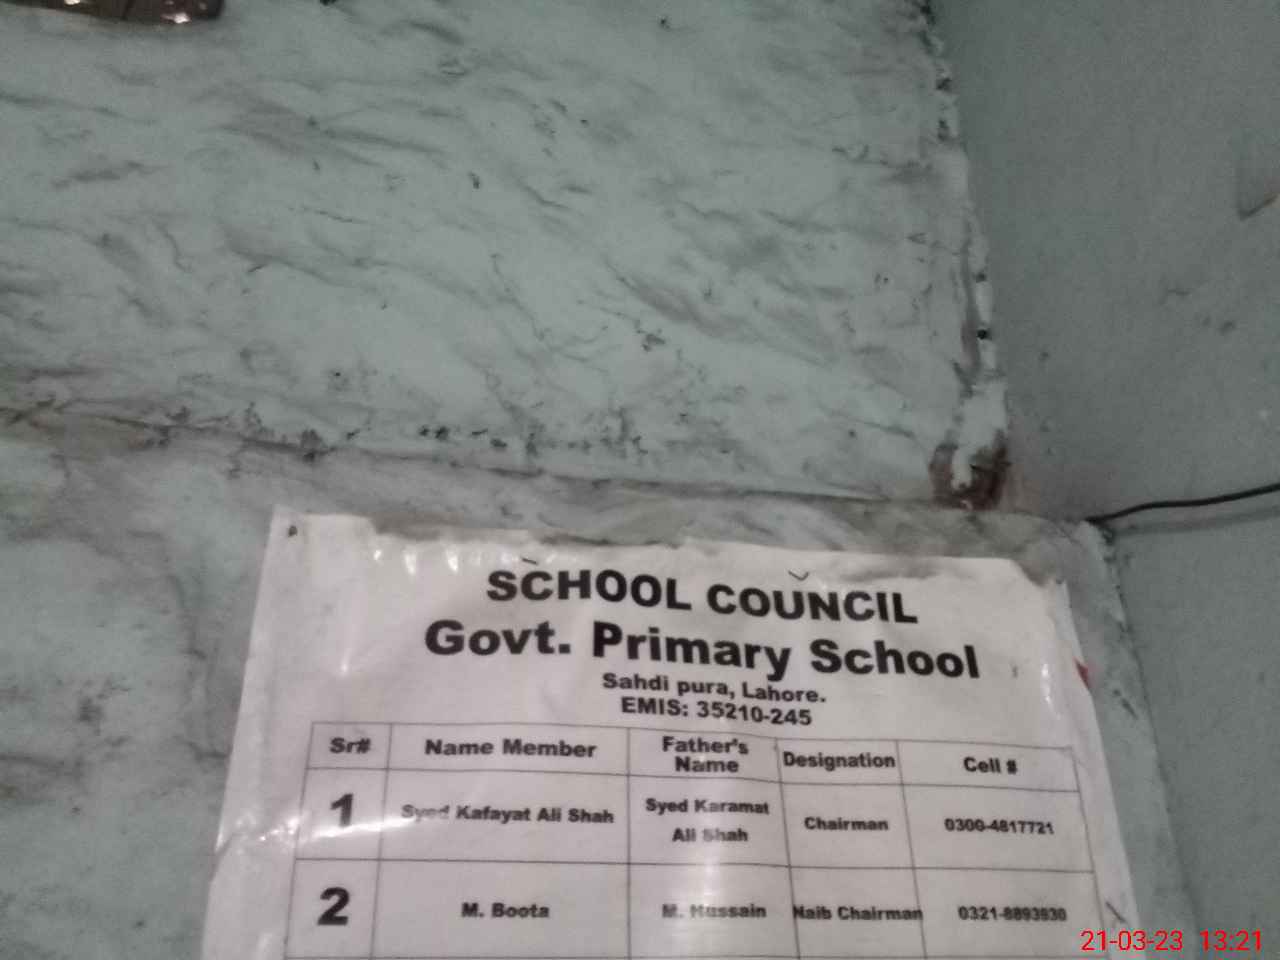 SCHOOL COUNCIL
Govt. Primary School
Sahdi pura, Lahore.
EMIS: 35210-245
Sr# Name Member Father's Name Designation Cell #
1 Syed Kafayat Ali Shah Syed Karamat Ali Shah Chairman 0300-4817721
2 M. Boota M. Hussain Naib Chairman 0321-8893930
21-03-23 13:21